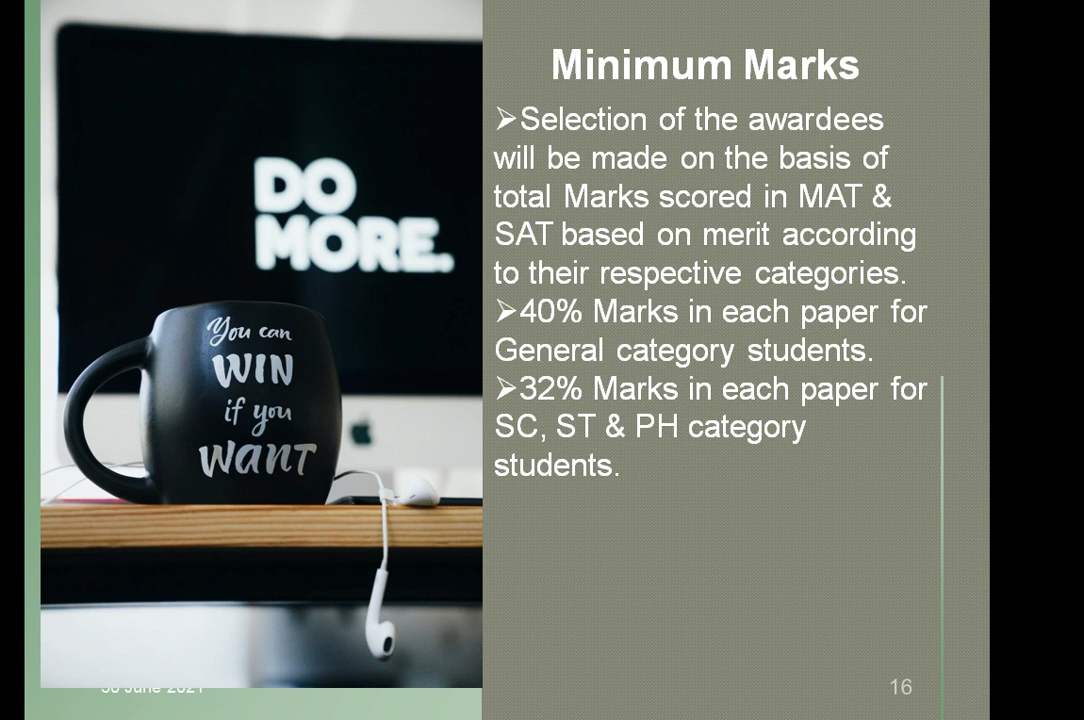 DO
MORE.
You can
WIN
if you
WANT
Minimum Marks
➢Selection of the awardees
will be made on the basis of
total Marks scored in MAT &
SAT based on merit according
to their respective categories.
➢40% Marks in each paper for
General category students.
➢32% Marks in each paper for
SC, ST & PH category
students.
30 June 2021
16